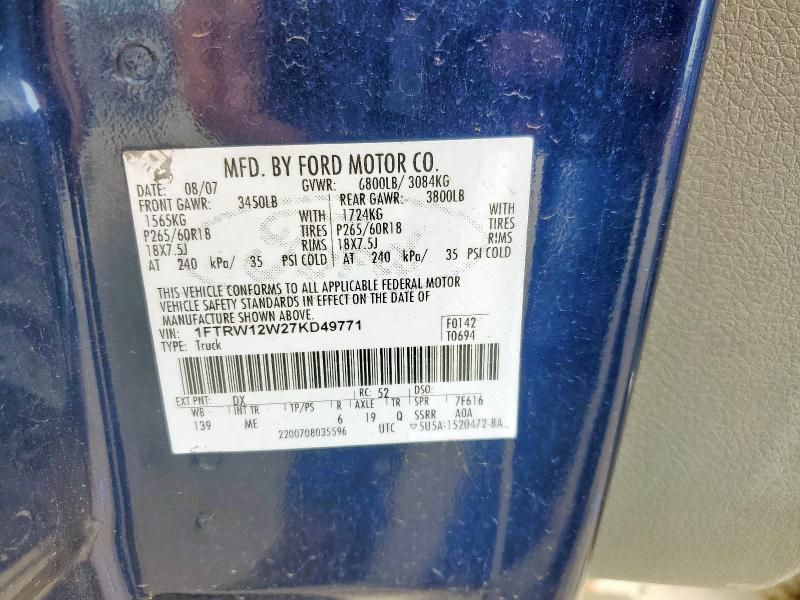 MFD. BY FORD MOTOR CO.
DATE: 08/07 GVWR: 6800LB/ 3084KG
FRONT GAWR: 3450LB REAR GAWR: 3800LB
1565KG WITH 1724KG WITH
P265/60R18 TIRES P265/60R18 TIRES
18X7.5J RIMS 18X7.5J RIMS
AT 240 kPa/ 35 PSI COLD AT 240 kPa/ 35 PSI COLD
THIS VEHICLE CONFORMS TO ALL APPLICABLE FEDERAL MOTOR
VEHICLE SAFETY STANDARDS IN EFFECT ON THE DATE OF
MANUFACTURE SHOWN ABOVE.
VIN: 1FTRW12W27KD49771 F0142
TYPE: Truck T0694
EXT PNT: DX RC: 52 DSO:
WB INT TR TP/PS R AXLE TR SPR 7F616
139 ME 6 19 Q SSRR A0A
2200708035596 UTC ▽5U5A-1520472-BA